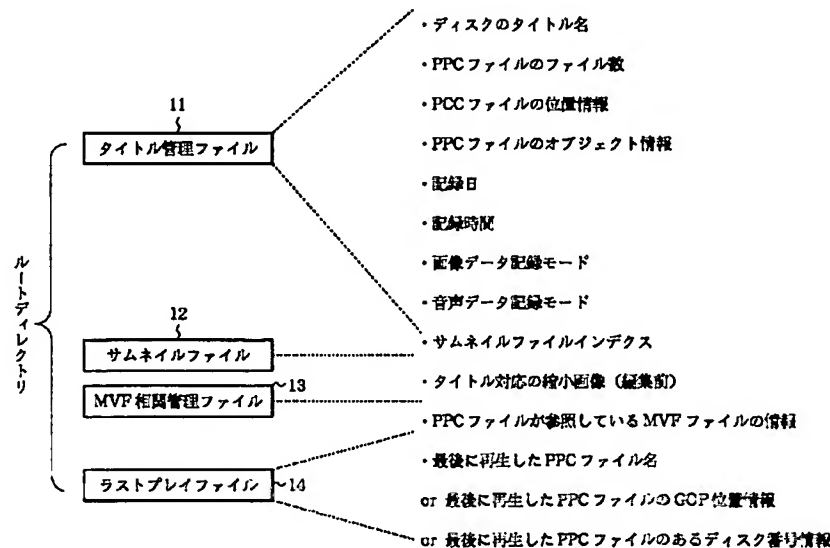 ・ディスクのタイトル名
・PPCファイルのファイル数
・PCCファイルの位置情報
・PPCファイルのオブジェクト情報
・記録日
・記録時間
・画像データ記録モード
・音声データ記録モード
・サムネイルファイルインデクス
・タイトル対応の縮小画像（編集前）
・PPCファイルが参照しているMVFファイルの情報
・最後に再生したPPCファイル名
or 最後に再生したPPCファイルのGOP位置情報
or 最後に再生したPPCファイルのあるディスク番号情報
ルートディレクトリ
11
タイトル管理ファイル
12
サムネイルファイル
13
MVF相関管理ファイル
ラストプレイファイル
14